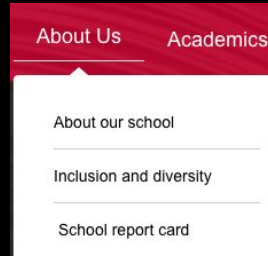 About Us
Academics
About our school
Inclusion and diversity
School report card